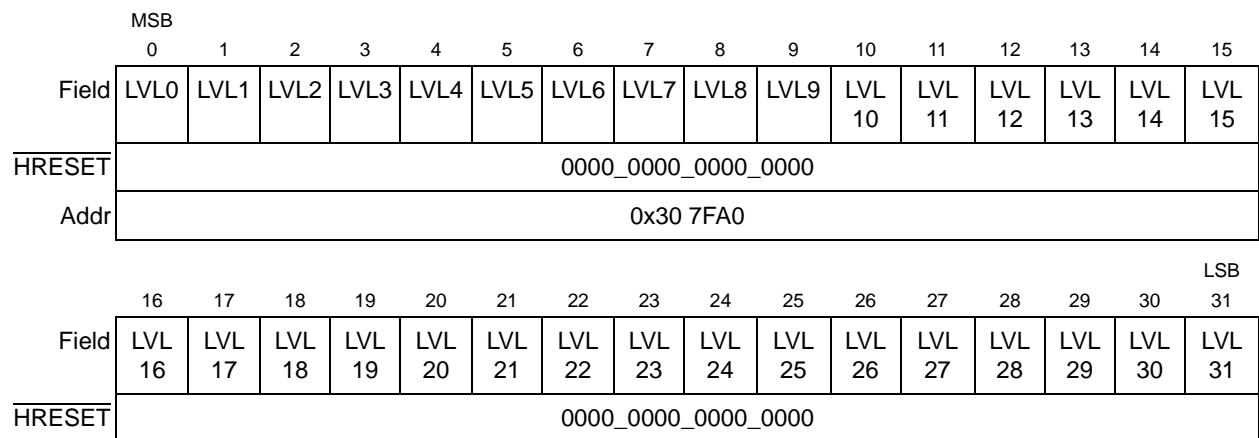 MSB
0 1 2 3 4 5 6 7 8 9 10 11 12 13 14 15
Field LVL0 LVL1 LVL2 LVL3 LVL4 LVL5 LVL6 LVL7 LVL8 LVL9 LVL 10 LVL 11 LVL 12 LVL 13 LVL 14 LVL 15
HRESET 0000_0000_0000_0000
Addr 0x30 7FA0
LSB
16 17 18 19 20 21 22 23 24 25 26 27 28 29 30 31
Field LVL 16 LVL 17 LVL 18 LVL 19 LVL 20 LVL 21 LVL 22 LVL 23 LVL 24 LVL 25 LVL 26 LVL 27 LVL 28 LVL 29 LVL 30 LVL 31
HRESET 0000_0000_0000_0000